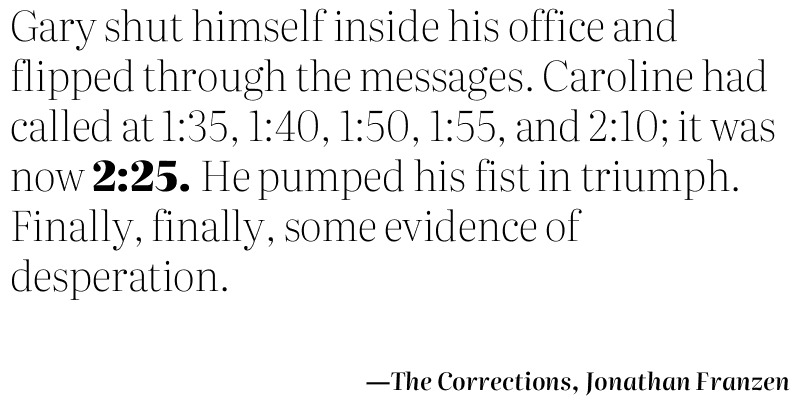 Gary shut himself inside his office and
flipped through the messages. Caroline had
called at 1:35, 1:40, 1:50, 1:55, and 2:10; it was
now 2:25. He pumped his fist in triumph.
Finally, finally, some evidence of
desperation.
—The Corrections, Jonathan Franzen